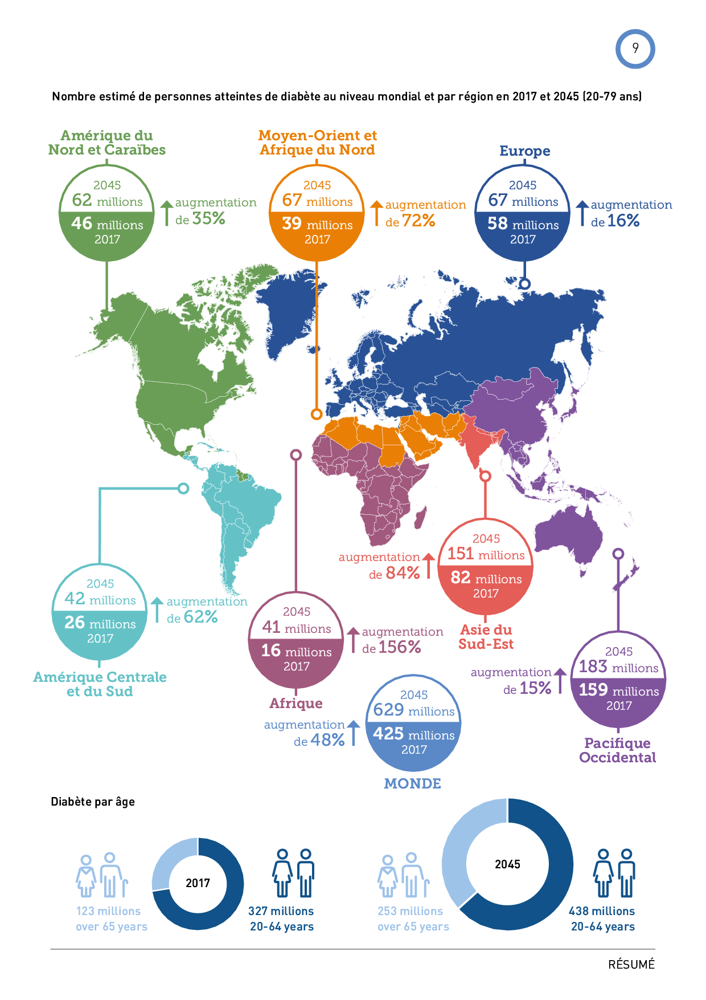 9
Nombre estimé de personnes atteintes de diabète au niveau mondial et par région en 2017 et 2045 (20-79 ans)
Amérique du
Nord et Caraïbes
2045
62 millions
46 millions
2017
augmentation
de 35%
Moyen-Orient et
Afrique du Nord
2045
67 millions
39 millions
2017
augmentation
de 72%
Europe
2045
67 millions
58 millions
2017
augmentation
de 16%
2045
42 millions
26 millions
2017
augmentation
de 62%
Amérique Centrale
et du Sud
2045
41 millions
16 millions
2017
augmentation
de 156%
Afrique
augmentation
de 84%
2045
151 millions
82 millions
2017
Asie du
Sud-Est
augmentation
de 15%
2045
183 millions
159 millions
2017
Pacifique
Occidental
augmentation
de 48%
2045
629 millions
425 millions
2017
MONDE
Diabète par âge
2017
123 millions
over 65 years
327 millions
20-64 years
2045
253 millions
over 65 years
438 millions
20-64 years
RÉSUMÉ